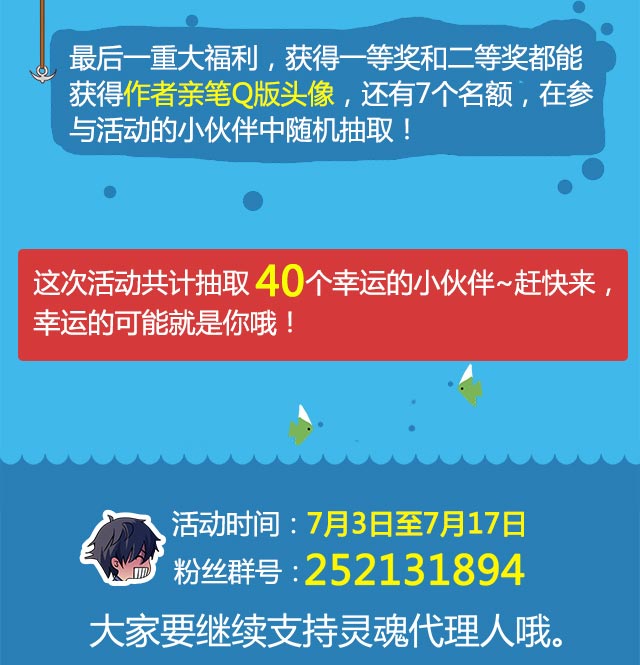 最后一重大福利，获得一等奖和二等奖都能
获得作者亲笔Q版头像，还有7个名额，在参
与活动的小伙伴中随机抽取！
这次活动共计抽取 40个幸运的小伙伴~赶快来，
幸运的可能就是你哦！
活动时间：7月3日至7月17日
粉丝群号：252131894
大家要继续支持灵魂代理人哦。